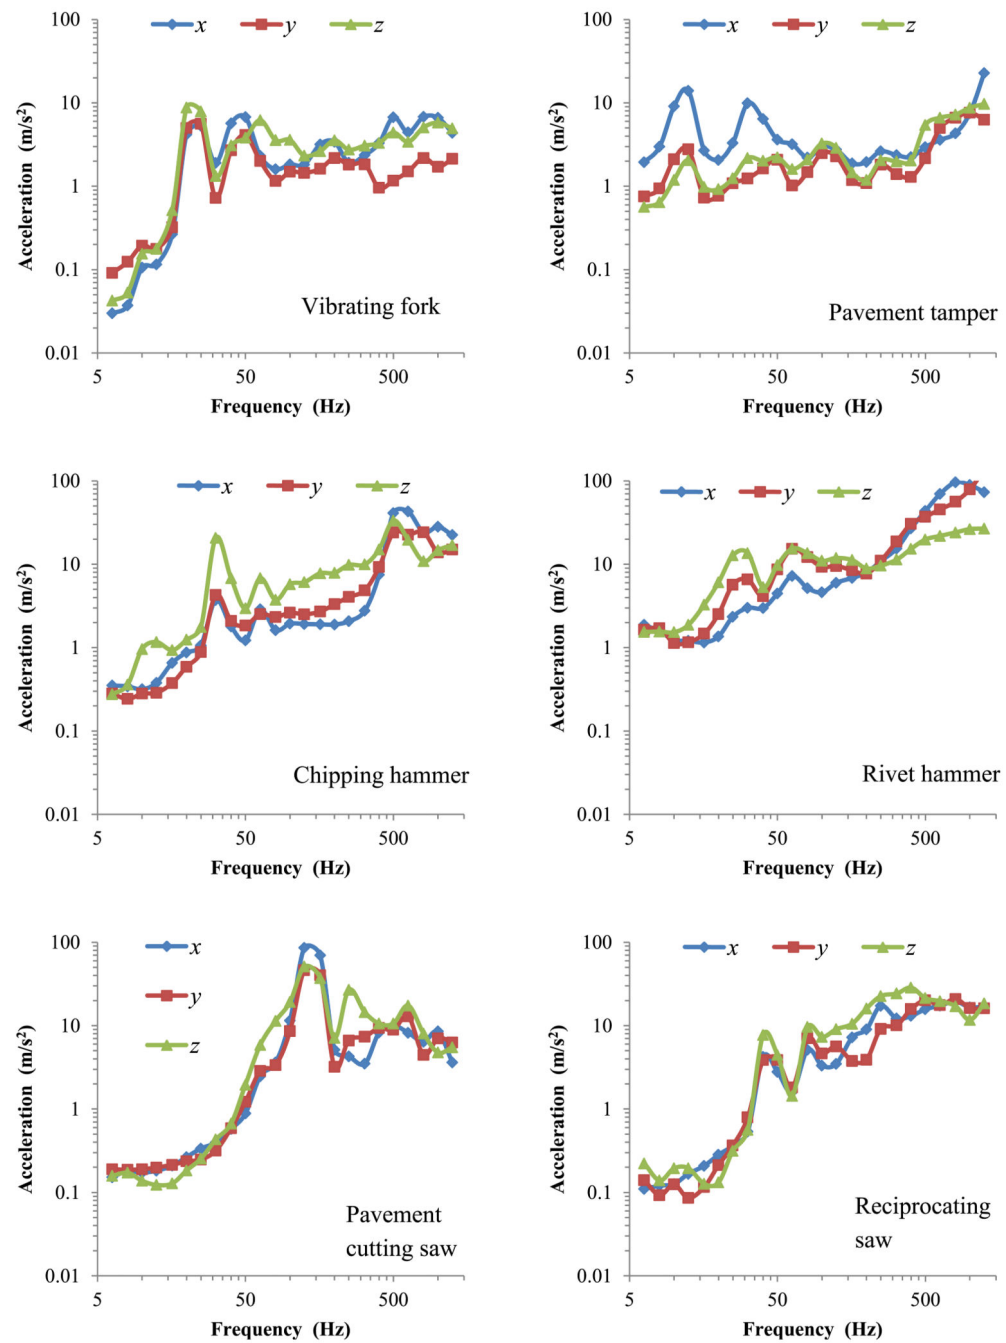 x y z
100
10
1
0.1
0.01
5 50 500
Acceleration (m/s²)
Frequency (Hz)
Vibrating fork
x y z
100
10
1
0.1
0.01
5 50 500
Acceleration (m/s²)
Frequency (Hz)
Pavement tamper
x y z
100
10
1
0.1
0.01
5 50 500
Acceleration (m/s²)
Frequency (Hz)
Chipping hammer
x y z
100
10
1
0.1
0.01
5 50 500
Acceleration (m/s²)
Frequency (Hz)
Rivet hammer
x
y
z
100
10
1
0.1
0.01
5 50 500
Acceleration (m/s²)
Frequency (Hz)
Pavement
cutting saw
x y z
100
10
1
0.1
0.01
5 50 500
Acceleration (m/s²)
Frequency (Hz)
Reciprocating
saw